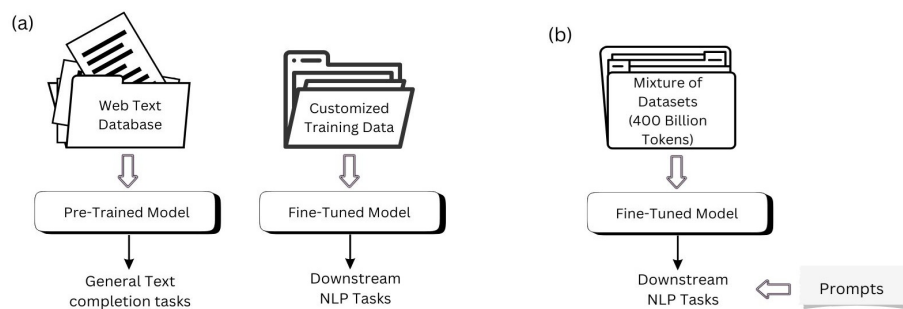 (a)
Web Text
Database
Pre-Trained Model
General Text
completion tasks
Customized
Training Data
Fine-Tuned Model
Downstream
NLP Tasks
(b)
Mixture of
Datasets
(400 Billion
Tokens)
Fine-Tuned Model
Downstream
NLP Tasks
Prompts